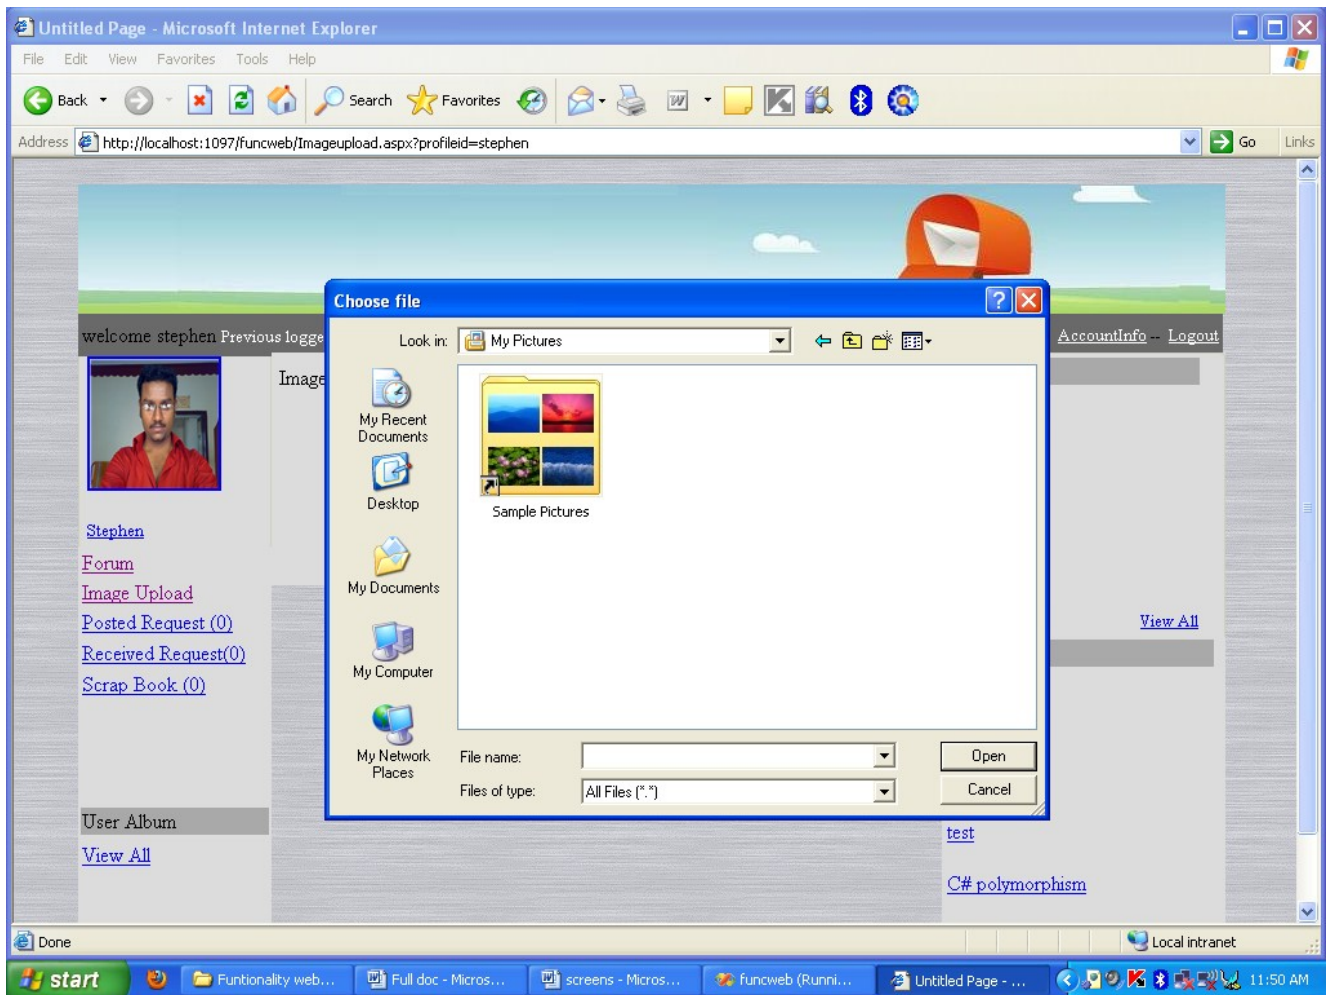 Untitled Page - Microsoft Internet Explorer
File Edit View Favorites Tools Help
Back Search Favorites
Address http://localhost:1097/funcweb/Imageupload.aspx?profileid=stephen Go Links
welcome stephen Previous logge AccountInfo -- Logout
Choose file
Look in: My Pictures
Image
My Recent
Documents
Desktop
My Documents
My Computer
My Network
Places
Sample Pictures
File name: Open
Files of type: All Files (*.*) Cancel
Stephen
Forum
Image Upload
Posted Request (0)
Received Request(0)
Scrap Book (0)
User Album
View All
View All
test
C# polymorphism
Done Local intranet
start Funtionality web... Full doc - Micros... screens - Micros... funcweb (Runni... Untitled Page - ... 11:50 AM